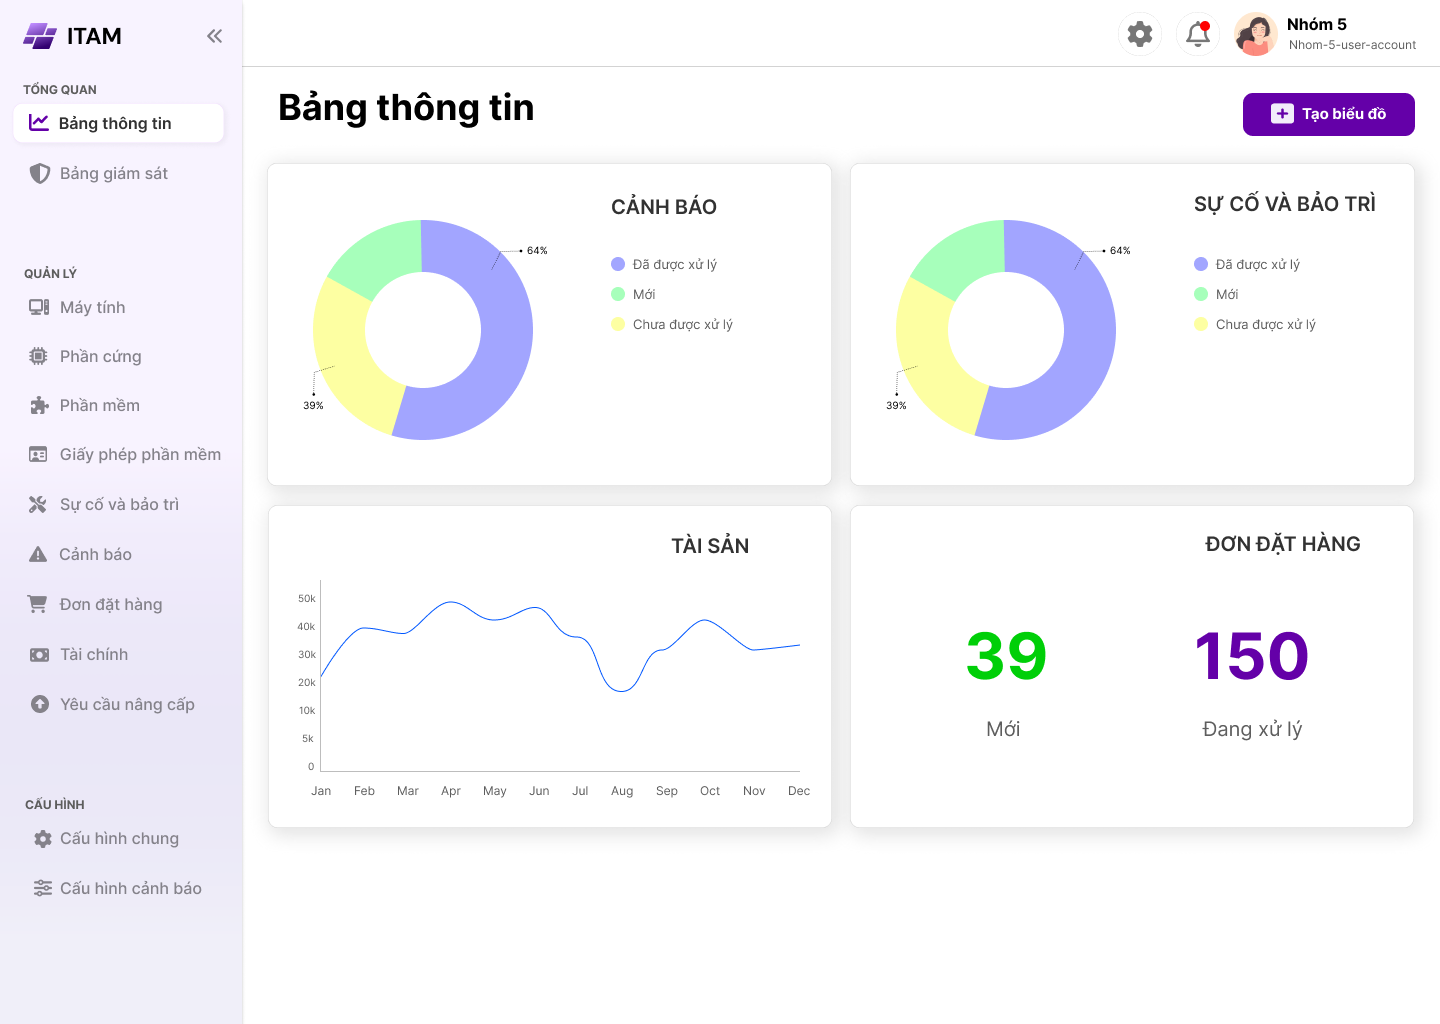 ITAM
TỔNG QUAN
Bảng thông tin
Bảng giám sát
QUẢN LÝ
Máy tính
Phần cứng
Phần mềm
Giấy phép phần mềm
Sự cố và bảo trì
Cảnh báo
Đơn đặt hàng
Tài chính
Yêu cầu nâng cấp
CẤU HÌNH
Cấu hình chung
Cấu hình cảnh báo
Nhóm 5
Nhom-5-user-account
Bảng thông tin
Tạo biểu đồ
CẢNH BÁO
64%
39%
Đã được xử lý
Mới
Chưa được xử lý
SỰ CỐ VÀ BẢO TRÌ
64%
39%
Đã được xử lý
Mới
Chưa được xử lý
TÀI SẢN
50k
40k
30k
20k
10k
5k
0
Jan Feb Mar Apr May Jun Jul Aug Sep Oct Nov Dec
ĐƠN ĐẶT HÀNG
39 150
Mới Đang xử lý